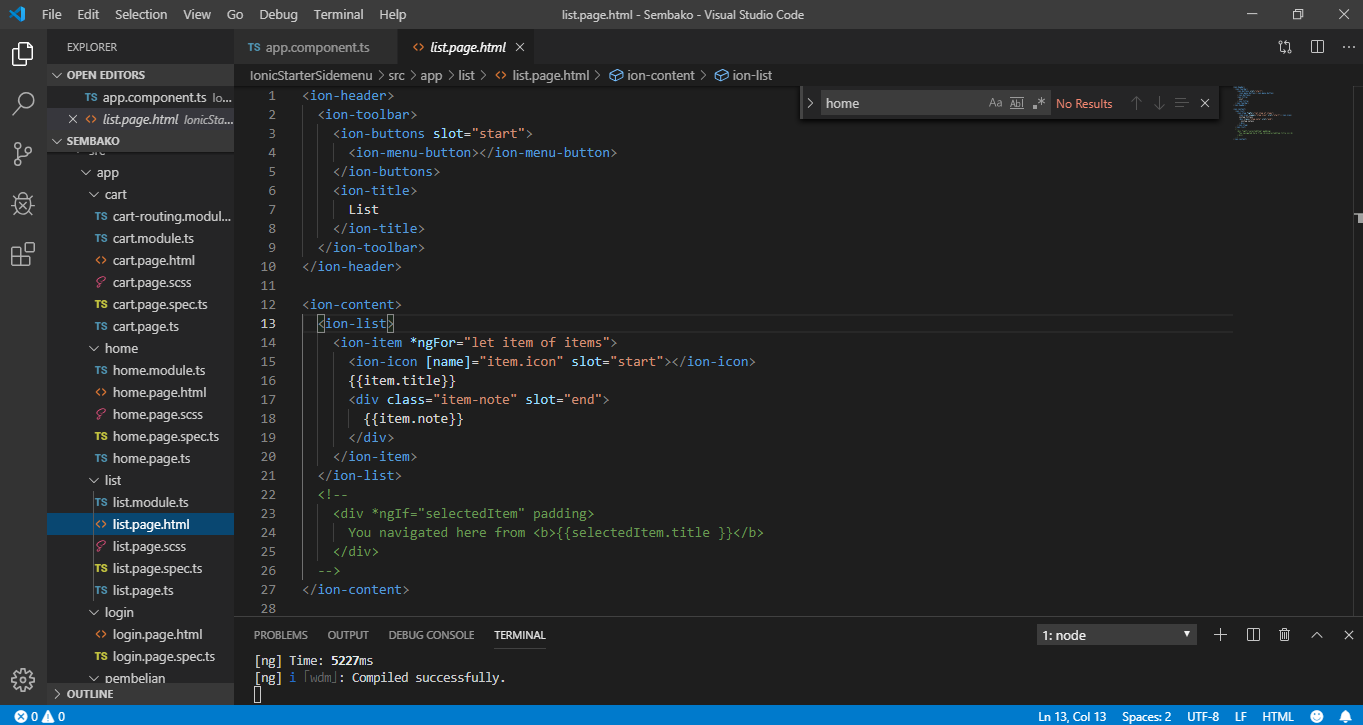 File Edit Selection View Go Debug Terminal Help
list.page.html - Sembako - Visual Studio Code
EXPLORER
OPEN EDITORS
TS app.component.ts Io...
list.page.html IonicSta...
SEMBAKO
src
app
cart
TS cart-routing.modul...
TS cart.module.ts
cart.page.html
cart.page.scss
TS cart.page.spec.ts
TS cart.page.ts
home
TS home.module.ts
home.page.html
home.page.scss
TS home.page.spec.ts
TS home.page.ts
list
TS list.module.ts
list.page.html
list.page.scss
TS list.page.spec.ts
TS list.page.ts
login
login.page.html
TS login.page.spec.ts
pembelian
OUTLINE
TS app.component.ts
list.page.html
IonicStarterSidemenu > src > app > list > list.page.html > ion-content > ion-list
home Aa Abl .* No Results
1 <ion-header>
2 <ion-toolbar>
3 <ion-buttons slot="start">
4 <ion-menu-button></ion-menu-button>
5 </ion-buttons>
6 <ion-title>
7 List
8 </ion-title>
9 </ion-toolbar>
10 </ion-header>
11
12 <ion-content>
13 <ion-list>
14 <ion-item *ngFor="let item of items">
15 <ion-icon [name]="item.icon" slot="start"></ion-icon>
16 {{item.title}}
17 <div class="item-note" slot="end">
18 {{item.note}}
19 </div>
20 </ion-item>
21 </ion-list>
22 <!--
23 <div *ngIf="selectedItem" padding>
24 You navigated here from <b>{{selectedItem.title }}</b>
25 </div>
26 -->
27 </ion-content>
28
PROBLEMS OUTPUT DEBUG CONSOLE TERMINAL
1: node
[ng] Time: 5227ms
[ng] i ｢wdm｣: Compiled successfully.
0 0
Ln 13, Col 13 Spaces: 2 UTF-8 LF HTML